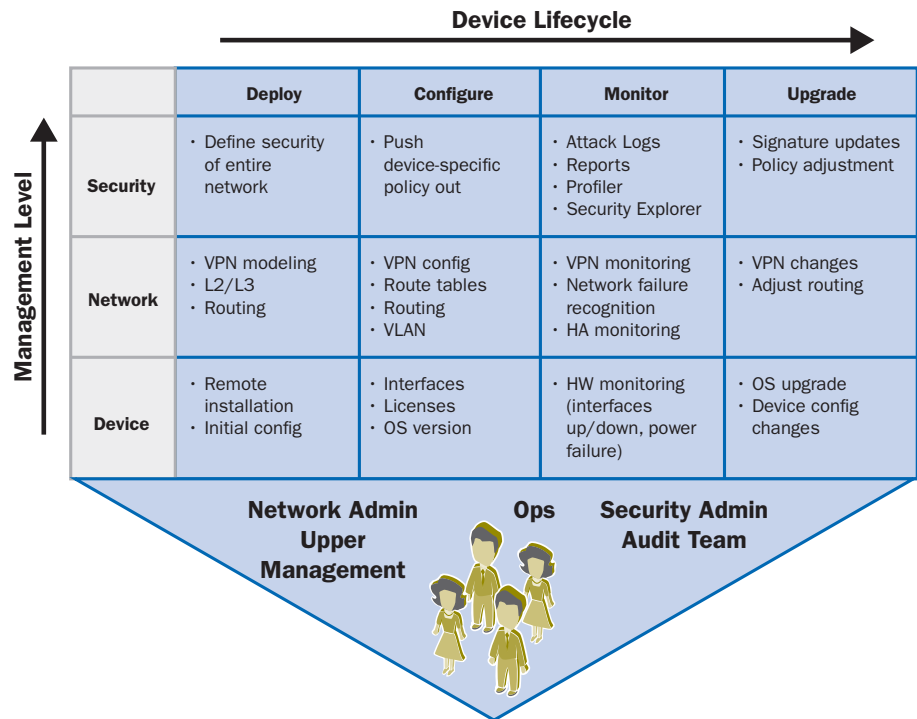 Device Lifecycle
Management Level
Deploy
Configure
Monitor
Upgrade
Security
· Define security
of entire
network
· Push
device-specific
policy out
· Attack Logs
· Reports
· Profiler
· Security Explorer
· Signature updates
· Policy adjustment
Network
· VPN modeling
· L2/L3
· Routing
· VPN config
· Route tables
· Routing
· VLAN
· VPN monitoring
· Network failure
recognition
· HA monitoring
· VPN changes
· Adjust routing
Device
· Remote
installation
· Initial config
· Interfaces
· Licenses
· OS version
· HW monitoring
(interfaces
up/down, power
failure)
· OS upgrade
· Device config
changes
Network Admin
Upper
Management
Ops
Security Admin
Audit Team